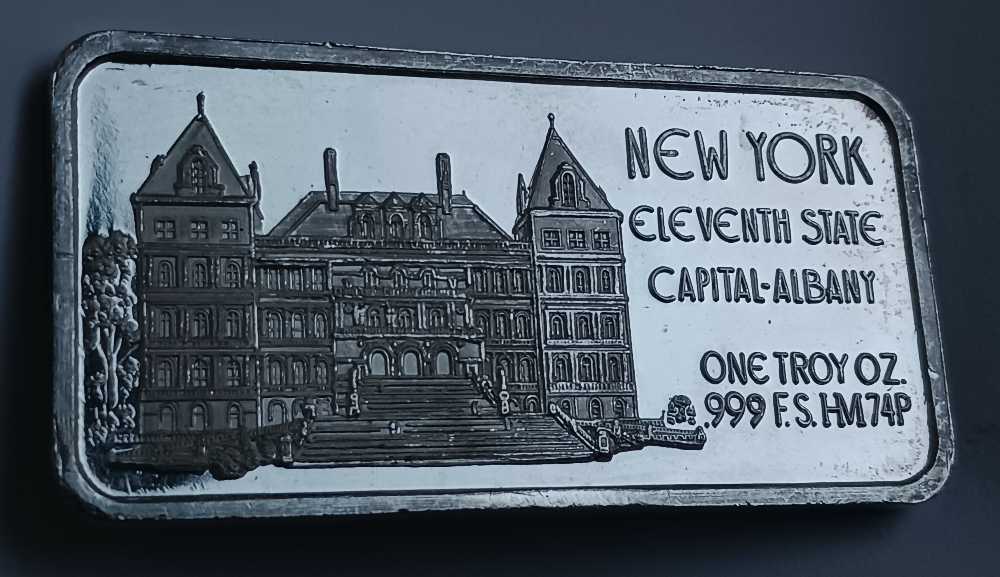 NEW YORK
ELEVENTH STATE
CAPITAL-ALBANY
ONE TROY OZ.
.999 F.S. HM74P